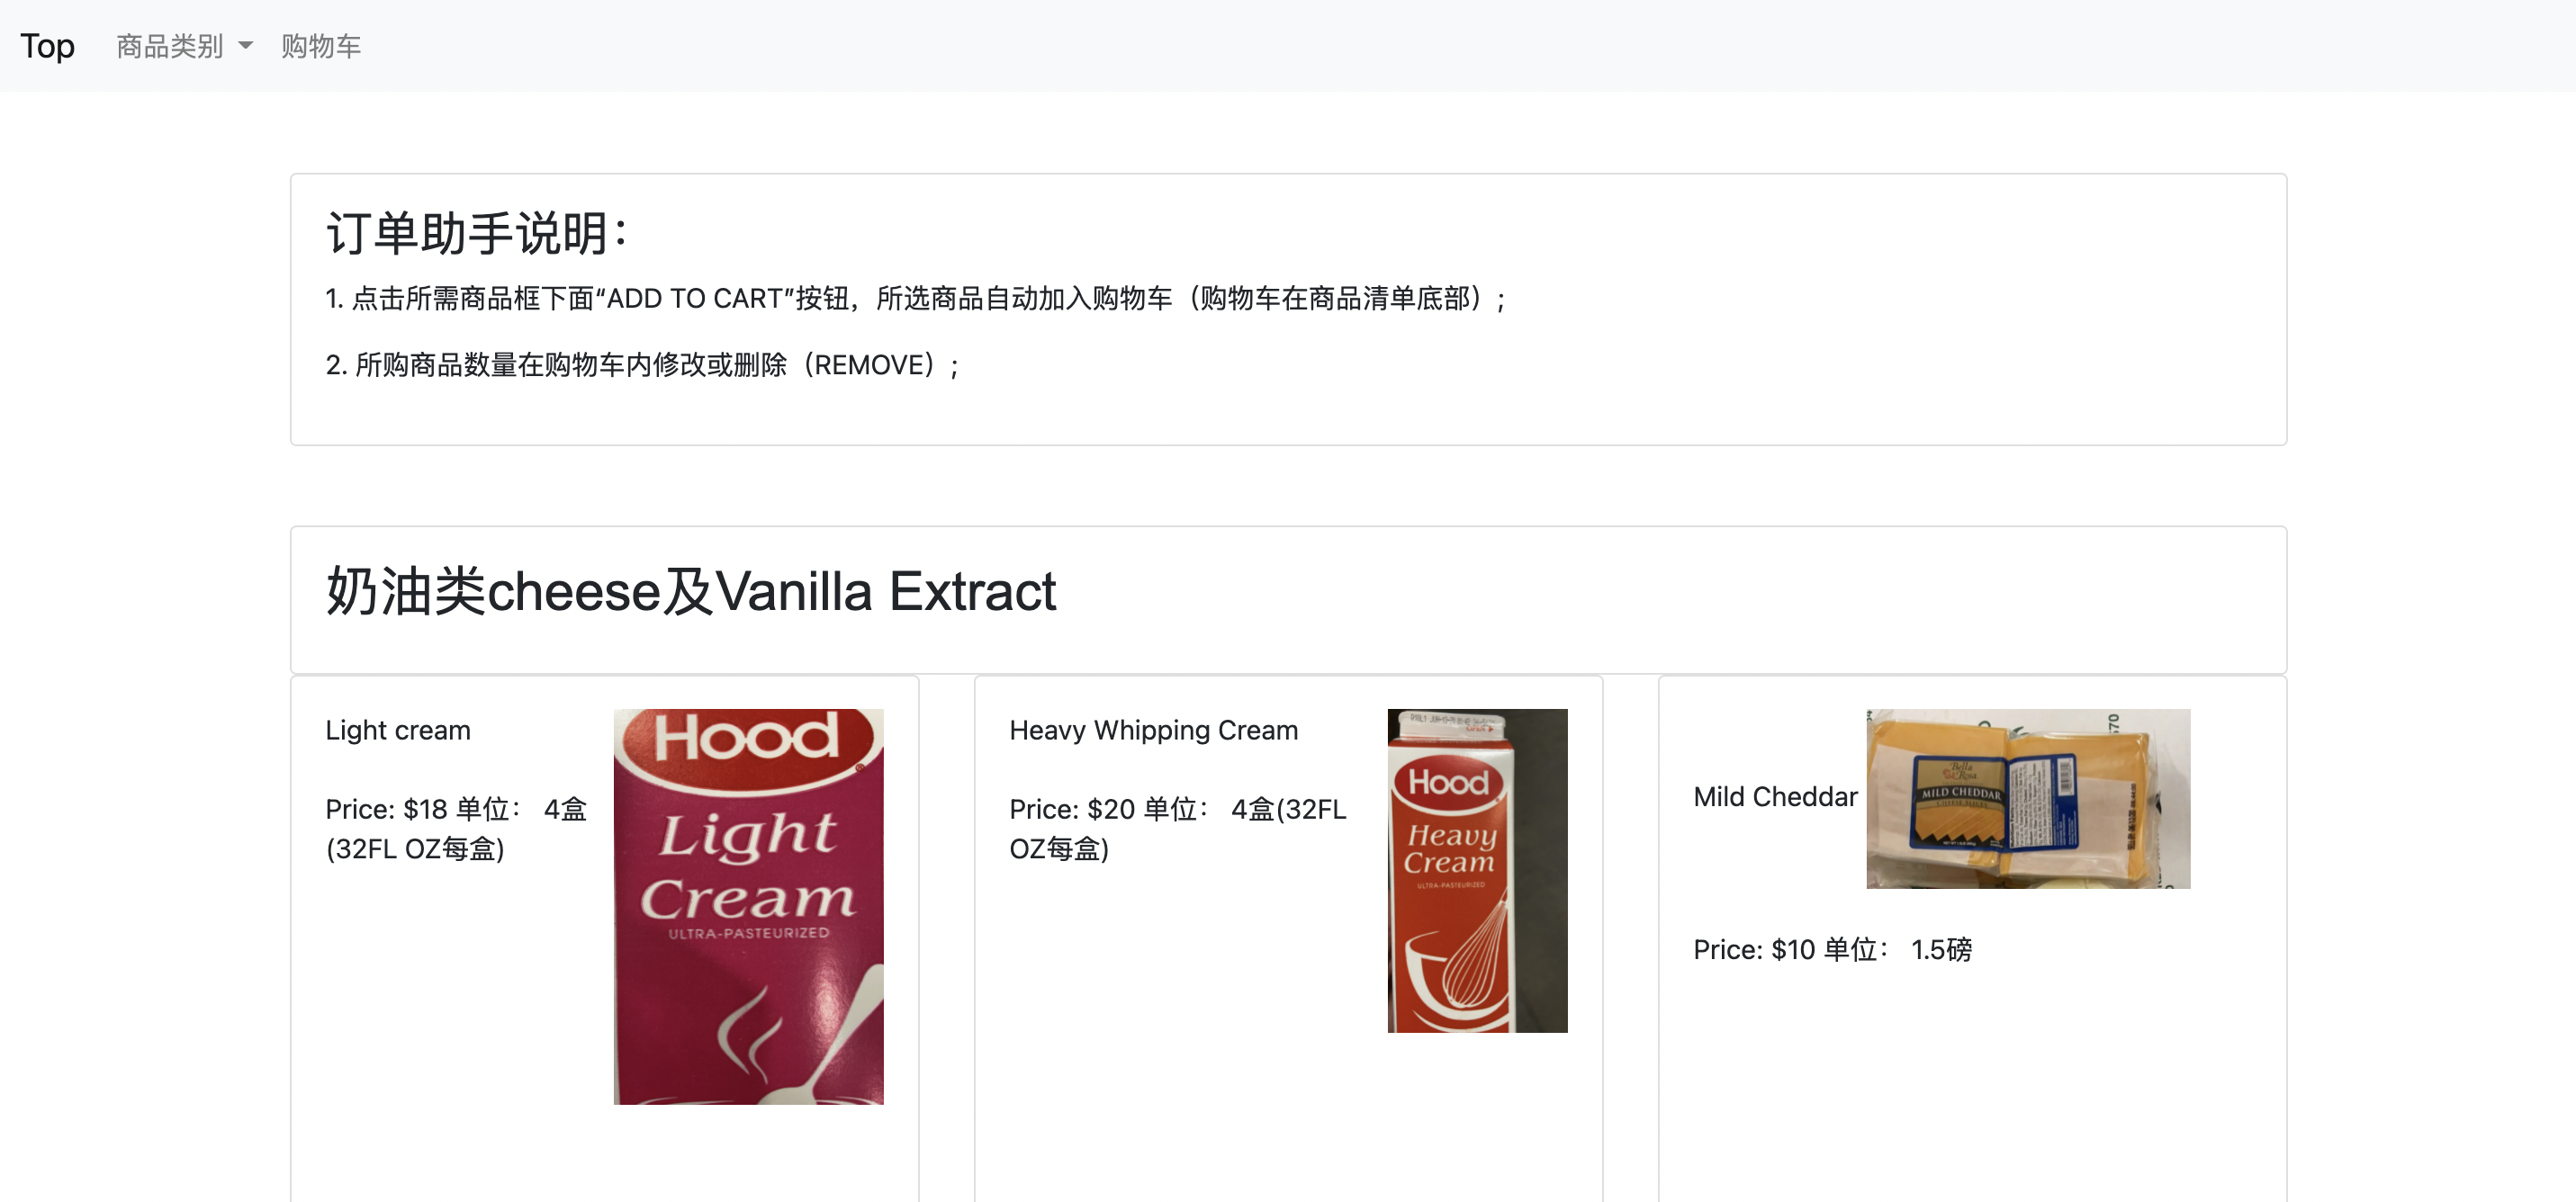 Top 商品类别 购物车
订单助手说明：
1. 点击所需商品框下面“ADD TO CART”按钮，所选商品自动加入购物车（购物车在商品清单底部）;
2. 所购商品数量在购物车内修改或删除（REMOVE）;
奶油类cheese及Vanilla Extract
Light cream
Price: $18 单位： 4盒
(32FL OZ每盒)
Hood
Light
Cream
ULTRA-PASTEURIZED
Heavy Whipping Cream
Price: $20 单位： 4盒(32FL
OZ每盒)
Hood
Heavy
Cream
ULTRA-PASTEURIZED
Mild Cheddar
Bella
Rosa
MILD CHEDDAR
CHEESE SLICES
Price: $10 单位： 1.5磅